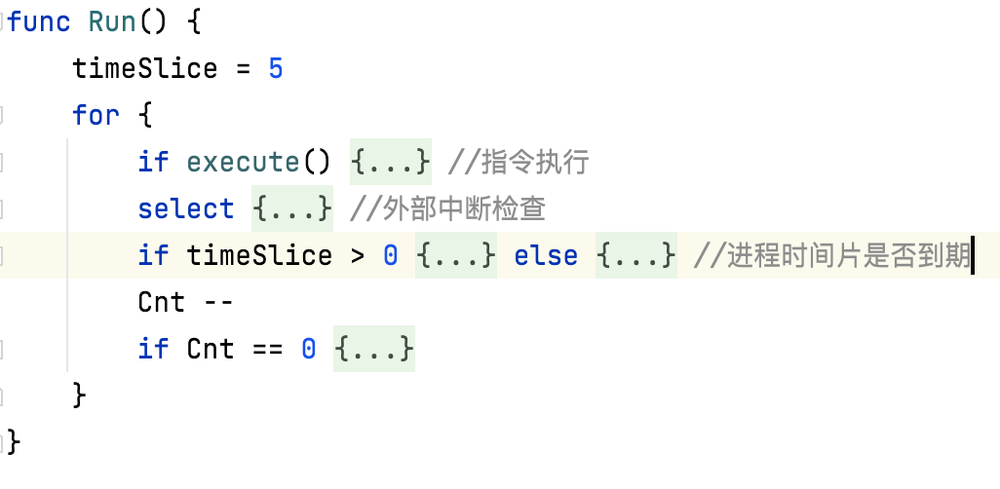 func Run() {
timeSlice = 5
for {
if execute() {...} //指令执行
select {...} //外部中断检查
if timeSlice > 0 {...} else {...} //进程时间片是否到期
Cnt --
if Cnt == 0 {...}
}
}